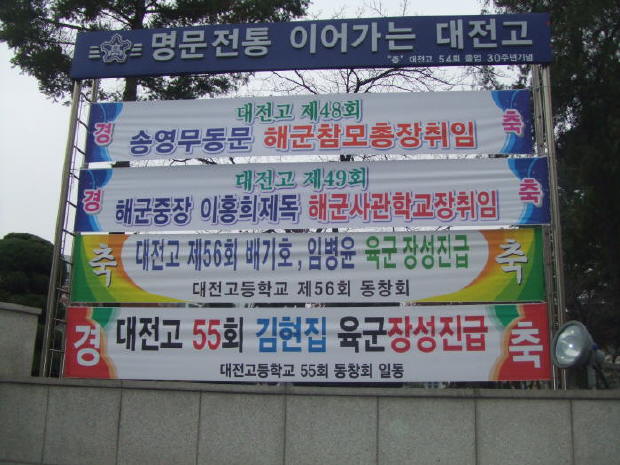 명문전통 이어가는 대전고
"증" 대전고 54회 졸업 30주년기념
대전고 제48회
경 송영무동문 해군참모총장취임 축
대전고 제49회
경 해군중장 이홍희제독 해군사관학교장취임 축
축 대전고 제56회 배기호, 임병윤 육군 장성진급 축
대전고등학교 제56회 동창회
경 대전고 55회 김현집 육군장성진급 축
대전고등학교 55회 동창회 일동